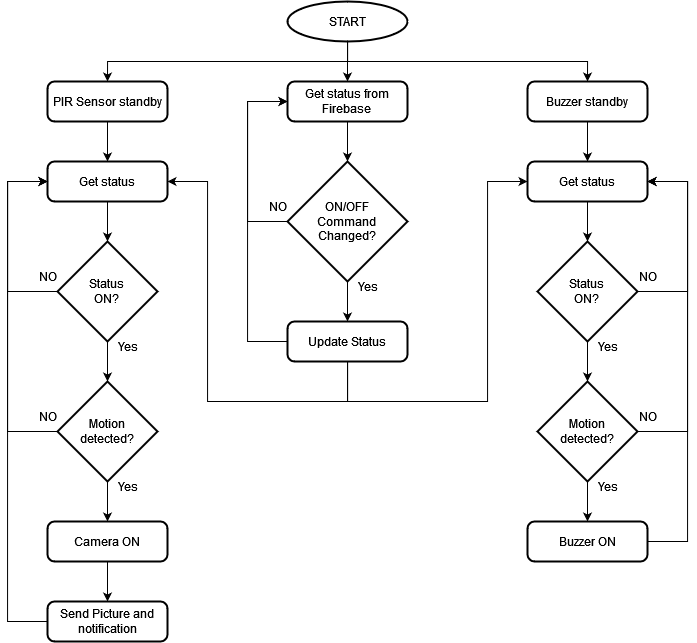 START
PIR Sensor standby
Get status from
Firebase
Buzzer standby
Get status
NO
ON/OFF
Command
Changed?
Get status
NO
Status
ON?
Yes
Yes
Status
ON?
NO
Update Status
Yes
NO
Motion
detected?
Yes
Motion
detected?
NO
Yes
Camera ON
Yes
Buzzer ON
Send Picture and
notification